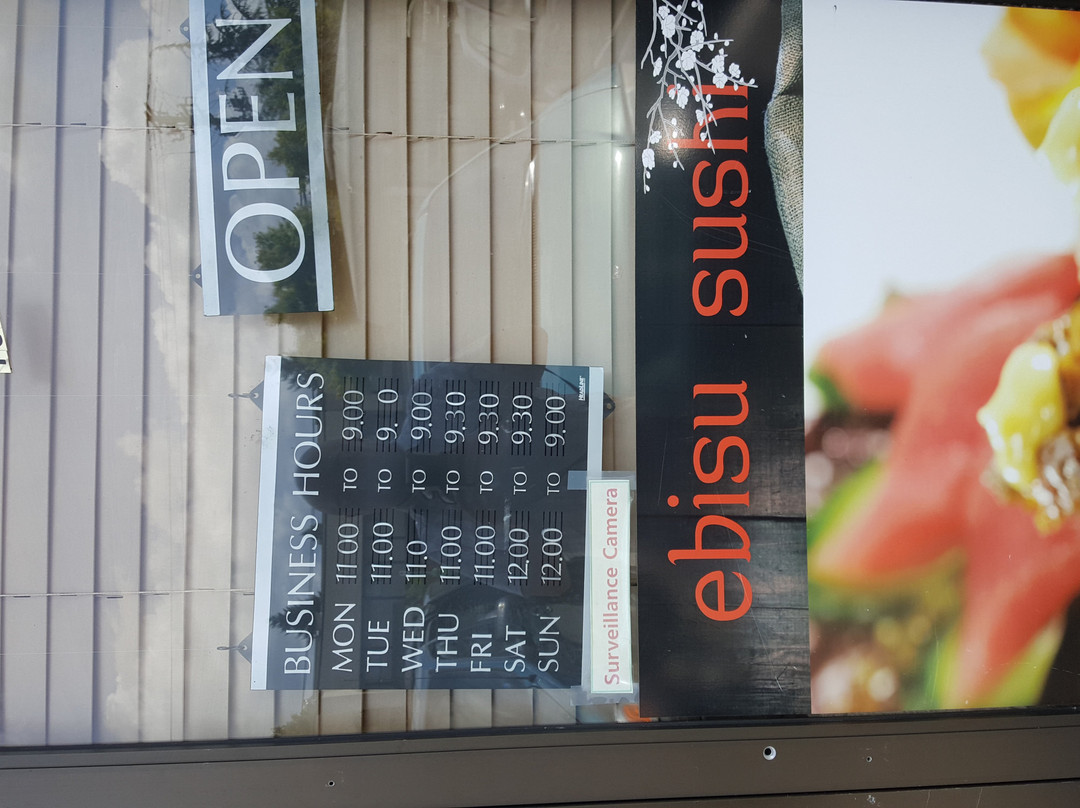 OPEN
BUSINESS HOURS
MON 11.00 TO 9.00
TUE 11.00 TO 9. 0
WED 11.0 TO 9.00
THU 11.00 TO 9.30
FRI 11.00 TO 9.30
SAT 12.00 TO 9.30
SUN 12.00 TO 9.00
HEADLINE
Surveillance Camera
ebisu sushi